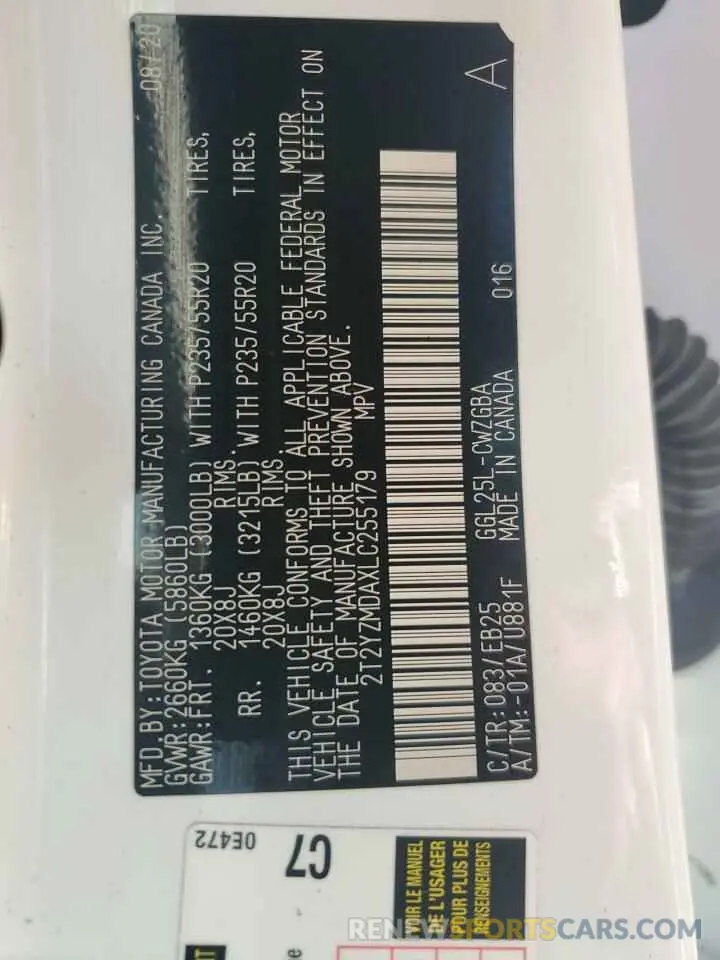 MFD.BY:TOYOTA MOTOR MANUFACTURING CANADA INC. 08/20
GVWR:2660KG (5860LB)
GAWR:FRT. 1360KG (3000LB) WITH P235/55R20 TIRES,
20X8J RIMS.
RR. 1460KG (3215LB) WITH P235/55R20 TIRES,
20X8J RIMS.
THIS VEHICLE CONFORMS TO ALL APPLICABLE FEDERAL MOTOR
VEHICLE SAFETY AND THEFT PREVENTION STANDARDS IN EFFECT ON
THE DATE OF MANUFACTURE SHOWN ABOVE.
2T2YZMDAXLC255179 MPV
A
C/TR:083/EB25 GGL25L-CWZGBA
A/TM:-01A/U881F MADE IN CANADA 016
0E472
C7
VOIR LE MANUEL
DE L'USAGER
POUR PLUS DE
RENSEIGNEMENTS
RENEWSPORTSCARS.COM